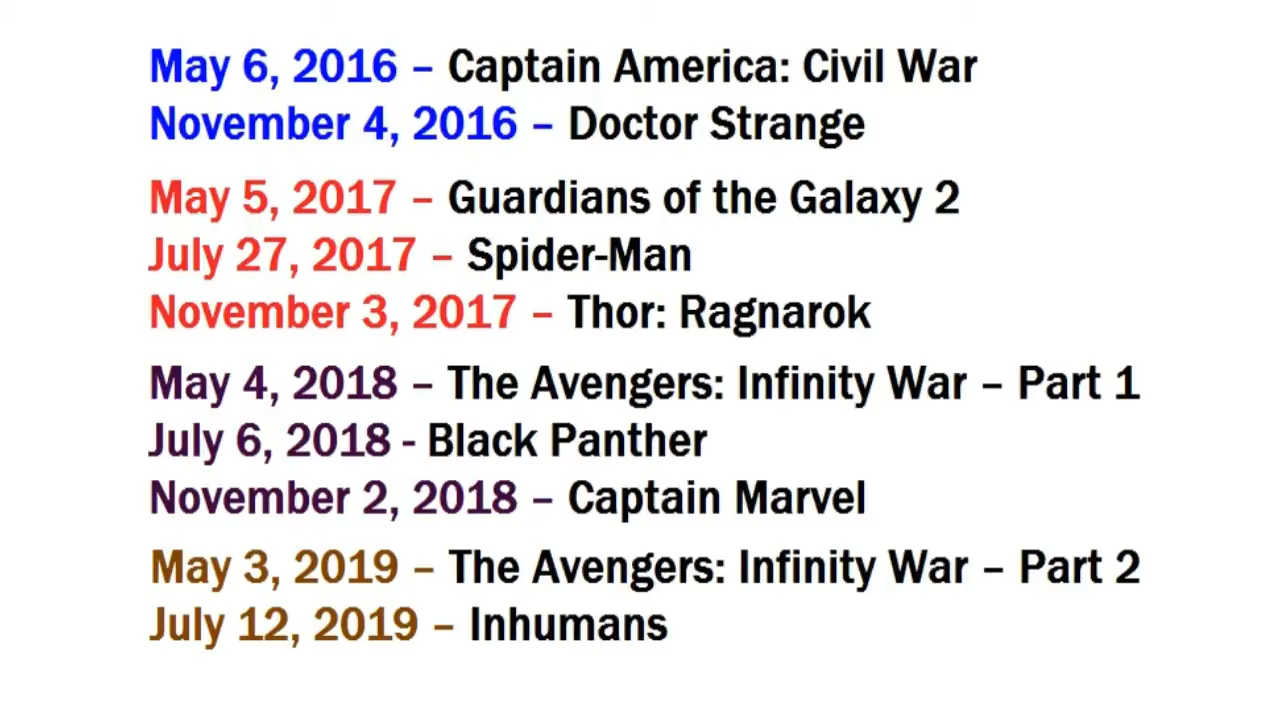 May 6, 2016 – Captain America: Civil War
November 4, 2016 – Doctor Strange
May 5, 2017 – Guardians of the Galaxy 2
July 27, 2017 – Spider-Man
November 3, 2017 – Thor: Ragnarok
May 4, 2018 – The Avengers: Infinity War – Part 1
July 6, 2018 - Black Panther
November 2, 2018 – Captain Marvel
May 3, 2019 – The Avengers: Infinity War – Part 2
July 12, 2019 – Inhumans